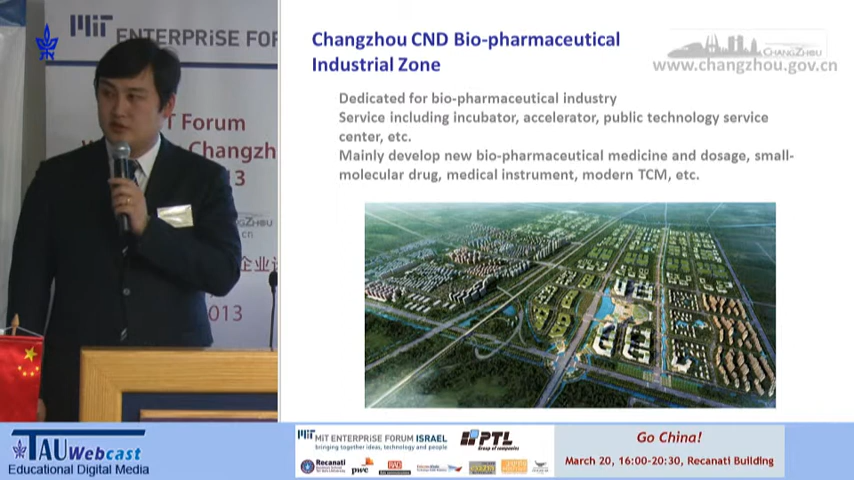 MIT ENTERPRISE FOR
T Forum
Changzh
13
CHANGZHOU
www.changzhou.gov.cn
企业
2013
Changzhou CND Bio-pharmaceutical
Industrial Zone
Dedicated for bio-pharmaceutical industry
Service including incubator, accelerator, public technology service
center, etc.
Mainly develop new bio-pharmaceutical medicine and dosage, small-
molecular drug, medical instrument, modern TCM, etc.
TAU Webcast
Educational Digital Media
MIT ENTERPRISE FORUM ISRAEL
bringing together ideas, technology and people
PTL
Group of companies
Recanati
pwc
RAD
Go China!
March 20, 16:00-20:30, Recanati Building